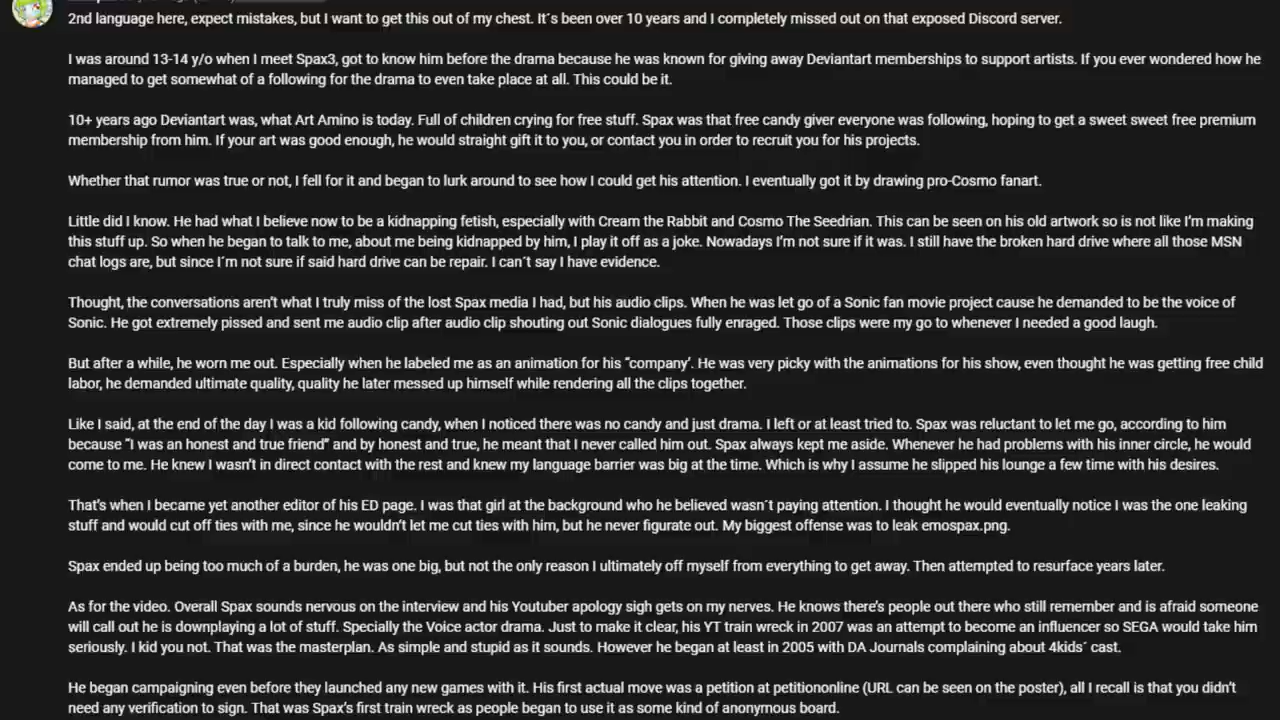 2nd language here, expect mistakes, but I want to get this out of my chest. It´s been over 10 years and I completely missed out on that exposed Discord server.
I was around 13-14 y/o when I meet Spax3, got to know him before the drama because he was known for giving away Deviantart memberships to support artists. If you ever wondered how he
managed to get somewhat of a following for the drama to even take place at all. This could be it.
10+ years ago Deviantart was, what Art Amino is today. Full of children crying for free stuff. Spax was that free candy giver everyone was following, hoping to get a sweet sweet free premium
membership from him. If your art was good enough, he would straight gift it to you, or contact you in order to recruit you for his projects.
Whether that rumor was true or not, I fell for it and began to lurk around to see how I could get his attention. I eventually got it by drawing pro-Cosmo fanart.
Little did I know. He had what I believe now to be a kidnapping fetish, especially with Cream the Rabbit and Cosmo The Seedrian. This can be seen on his old artwork so is not like I'm making
this stuff up. So when he began to talk to me, about me being kidnapped by him, I play it off as a joke. Nowadays I'm not sure if it was. I still have the broken hard drive where all those MSN
chat logs are, but since I´m not sure if said hard drive can be repair. I can´t say I have evidence.
Thought, the conversations aren't what I truly miss of the lost Spax media I had, but his audio clips. When he was let go of a Sonic fan movie project cause he demanded to be the voice of
Sonic. He got extremely pissed and sent me audio clip after audio clip shouting out Sonic dialogues fully enraged. Those clips were my go to whenever I needed a good laugh.
But after a while, he worn me out. Especially when he labeled me as an animation for his “company'. He was very picky with the animations for his show, even thought he was getting free child
labor, he demanded ultimate quality, quality he later messed up himself while rendering all the clips together.
Like I said, at the end of the day I was a kid following candy, when I noticed there was no candy and just drama. I left or at least tried to. Spax was reluctant to let me go, according to him
because “I was an honest and true friend” and by honest and true, he meant that I never called him out. Spax always kept me aside. Whenever he had problems with his inner circle, he would
come to me. He knew I wasn't in direct contact with the rest and knew my language barrier was big at the time. Which is why I assume he slipped his lounge a few time with his desires.
That's when I became yet another editor of his ED page. I was that girl at the background who he believed wasn´t paying attention. I thought he would eventually notice I was the one leaking
stuff and would cut off ties with me, since he wouldn't let me cut ties with him, but he never figurate out. My biggest offense was to leak emospax.png.
Spax ended up being too much of a burden, he was one big, but not the only reason I ultimately off myself from everything to get away. Then attempted to resurface years later.
As for the video. Overall Spax sounds nervous on the interview and his Youtuber apology sigh gets on my nerves. He knows there's people out there who still remember and is afraid someone
will call out he is downplaying a lot of stuff. Specially the Voice actor drama. Just to make it clear, his YT train wreck in 2007 was an attempt to become an influencer so SEGA would take him
seriously. I kid you not. That was the masterplan. As simple and stupid as it sounds. However he began at least in 2005 with DA Journals complaining about 4kids´ cast.
He began campaigning even before they launched any new games with it. His first actual move was a petition at petitiononline (URL can be seen on the poster), all I recall is that you didn't
need any verification to sign. That was Spax's first train wreck as people began to use it as some kind of anonymous board.